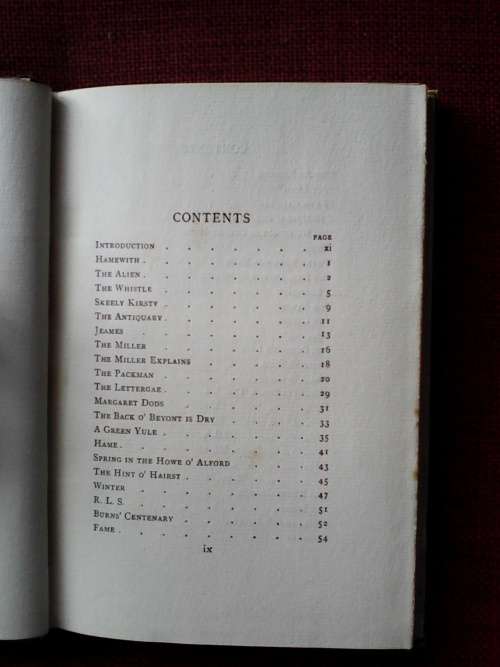 CONTENTS
PAGE
INTRODUCTION . . . . . . . xi
HAMEWITH . . . . . . . 1
THE ALIEN . . . . . . . 2
THE WHISTLE . . . . . . . 5
SKEELY KIRSTY . . . . . . . 9
THE ANTIQUARY . . . . . . . 11
JEAMES . . . . . . . 13
THE MILLER . . . . . . . 16
THE MILLER EXPLAINS . . . . . . 18
THE PACKMAN . . . . . . . 20
THE LETTERGAE . . . . . . . 29
MARGARET DODS . . . . . . 31
THE BACK O' BEYONT IS DRY . . . . . 33
A GREEN YULE . . . . . . . 35
HAME . . . . . . . . 41
SPRING IN THE HOWE O' ALFORD . . . . 43
THE HINT O' HAIRST . . . . . . 45
WINTER . . . . . . . 47
R. L. S. . . . . . . . 51
BURNS' CENTENARY . . . . . . 52
FAME . . . . . . . . 54
ix